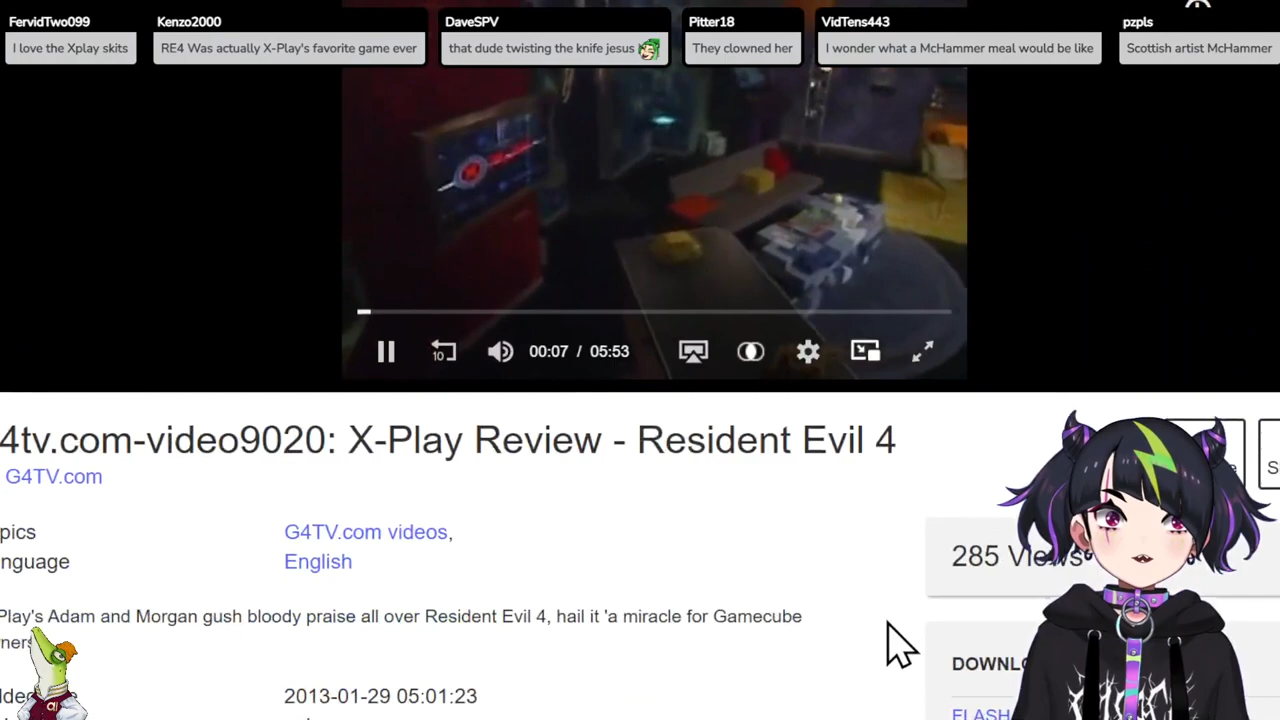 FervidTwo099
I love the Xplay skits
Kenzo2000
RE4 Was actually X-Play's favorite game ever
DaveSPV
that dude twisting the knife jesus
Pitter18
They clowned her
VidTens443
I wonder what a McHammer meal would be like
pzpls
Scottish artist McHammer
10
00:07 / 05:53
4tv.com-video9020: X-Play Review - Resident Evil 4
G4TV.com
pics
G4TV.com videos,
nguage
English
Play's Adam and Morgan gush bloody praise all over Resident Evil 4, hail it 'a miracle for Gamecube
ners
2013-01-29 05:01:23
285 Views
DOWNLO
FLASH